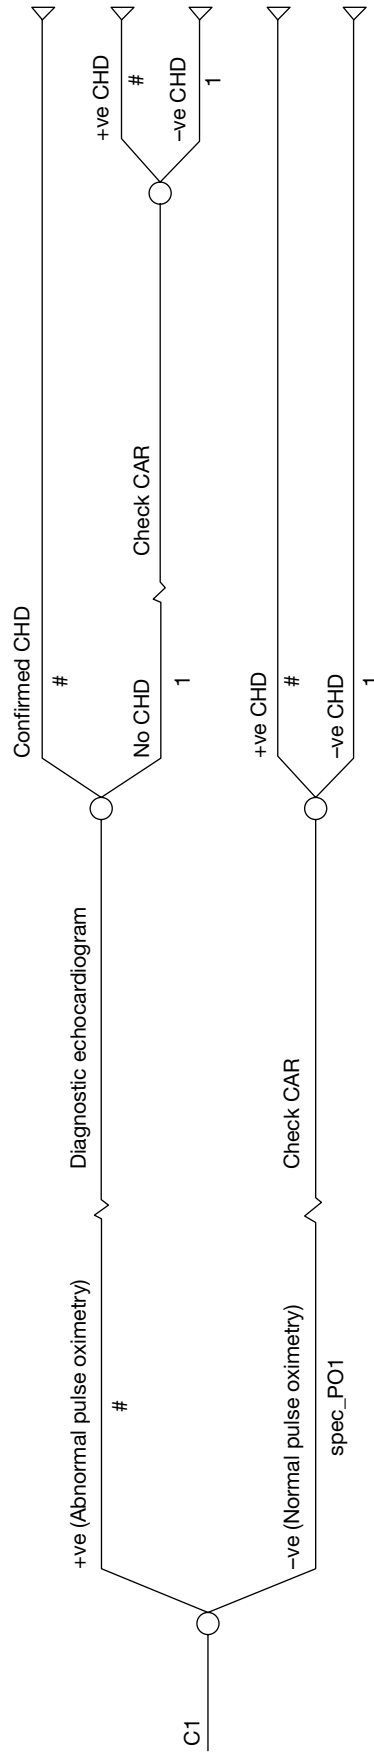 C1
+ve (Abnormal pulse oximetry)
#
Diagnostic echocardiogram
Confirmed CHD
#
No CHD
1
Check CAR
+ve CHD
#
−ve CHD
1
−ve (Normal pulse oximetry)
spec_PO1
Check CAR
+ve CHD
#
−ve CHD
1